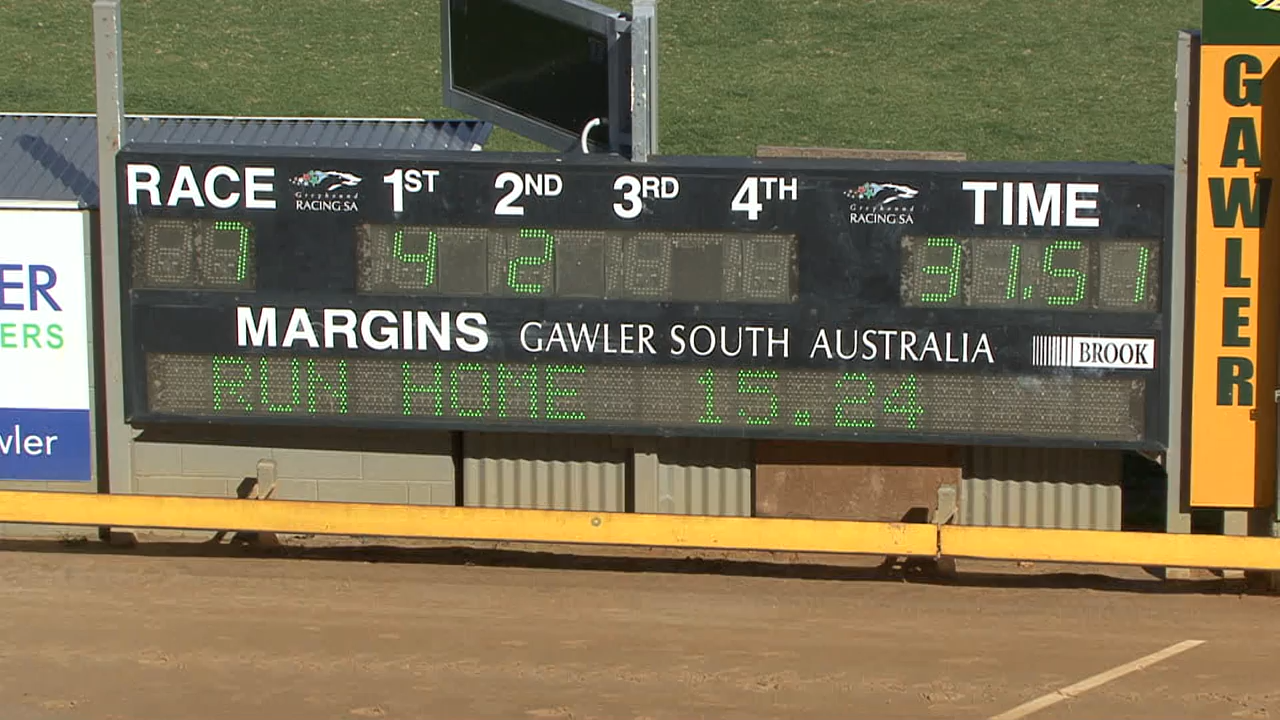 RACE
Greyhound
RACING SA
1ST 2ND 3RD 4TH
Greyhound
RACING SA
TIME
7 4 2 31.51
MARGINS GAWLER SOUTH AUSTRALIA BROOK
RUN HOME 15.24
GAWLER
ER
ERS
wler